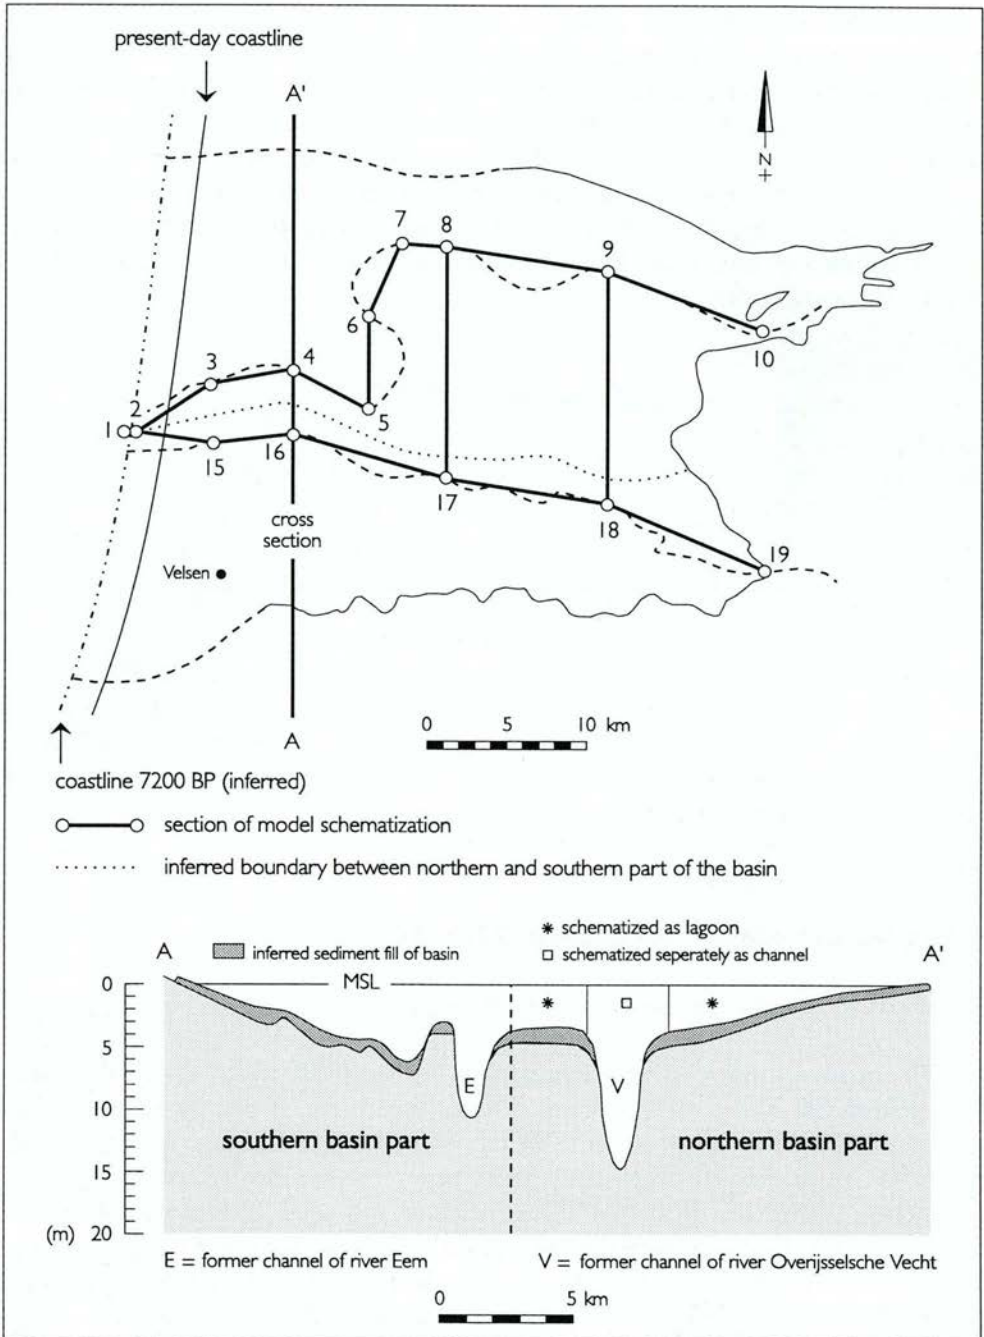 present-day coastline
A'
N
7
8
9
6
10
3
4
5
1
2
15
16
17
18
19
cross
section
Velsen
A
0 5 10 km
coastline 7200 BP (inferred)
section of model schematization
inferred boundary between northern and southern part of the basin
* schematized as lagoon
A
inferred sediment fill of basin
□ schematized seperately as channel
A'
0
MSL
*
□
*
5
E
V
10
southern basin part
northern basin part
15
(m) 20
E = former channel of river Eem
V = former channel of river Overijsselsche Vecht
0 5 km